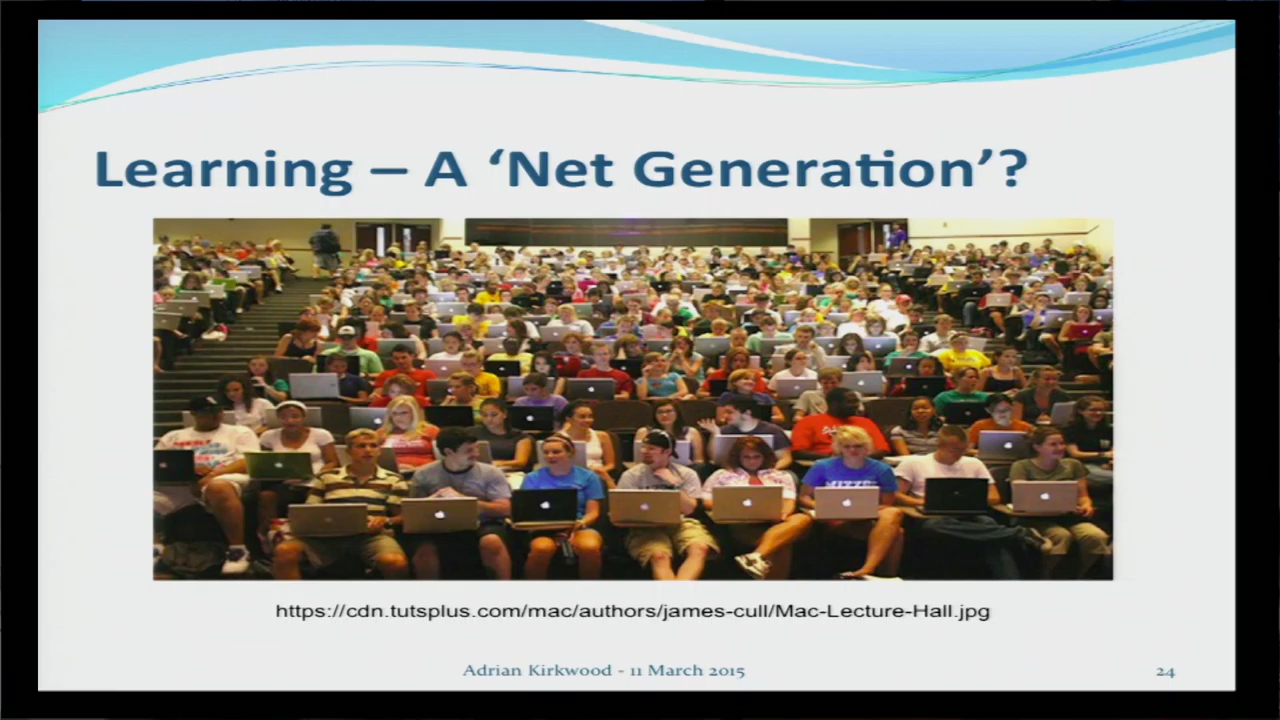 Learning – A ‘Net Generation’?
MIZZO
https://cdn.tutsplus.com/mac/authors/james-cull/Mac-Lecture-Hall.jpg
Adrian Kirkwood - 11 March 2015
24